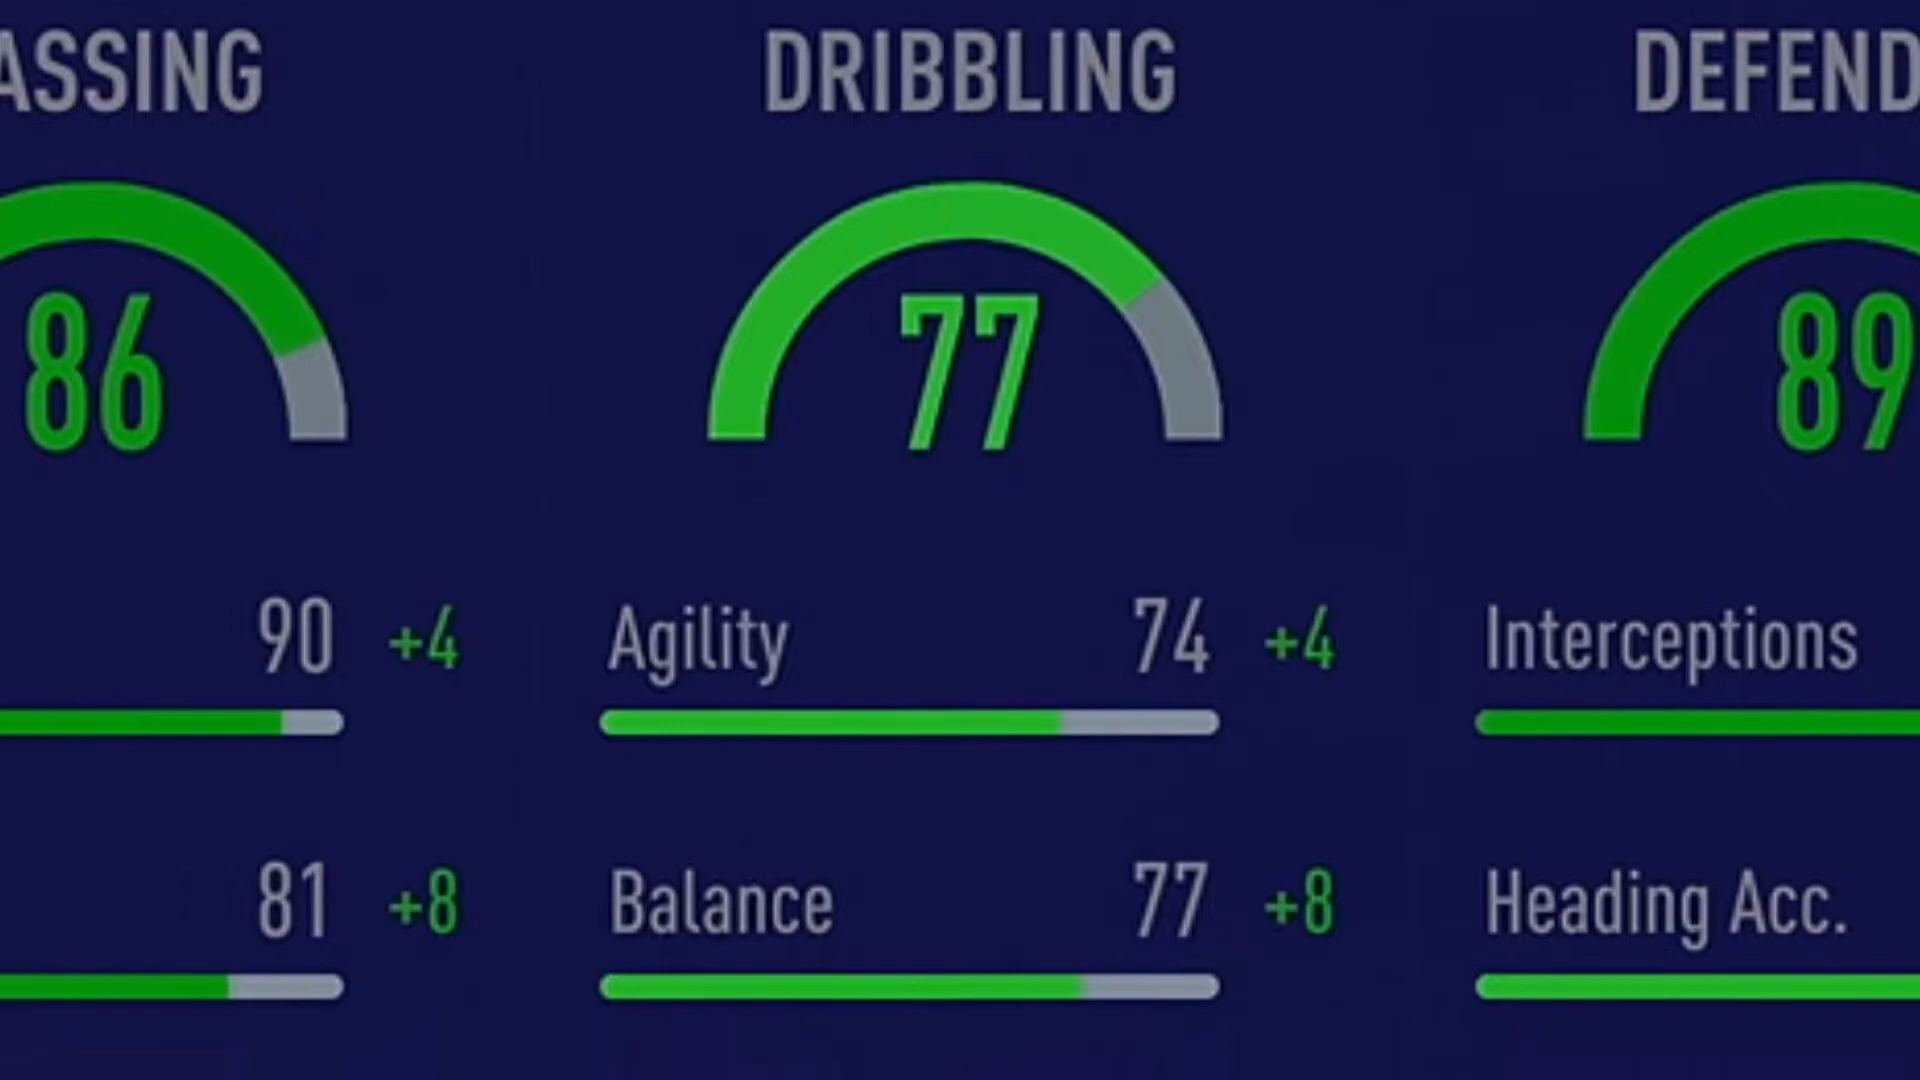 ASSING DRIBBLING DEFEND
86 77 89
90 +4 Agility 74 +4 Interceptions
81 +8 Balance 77 +8 Heading Acc.